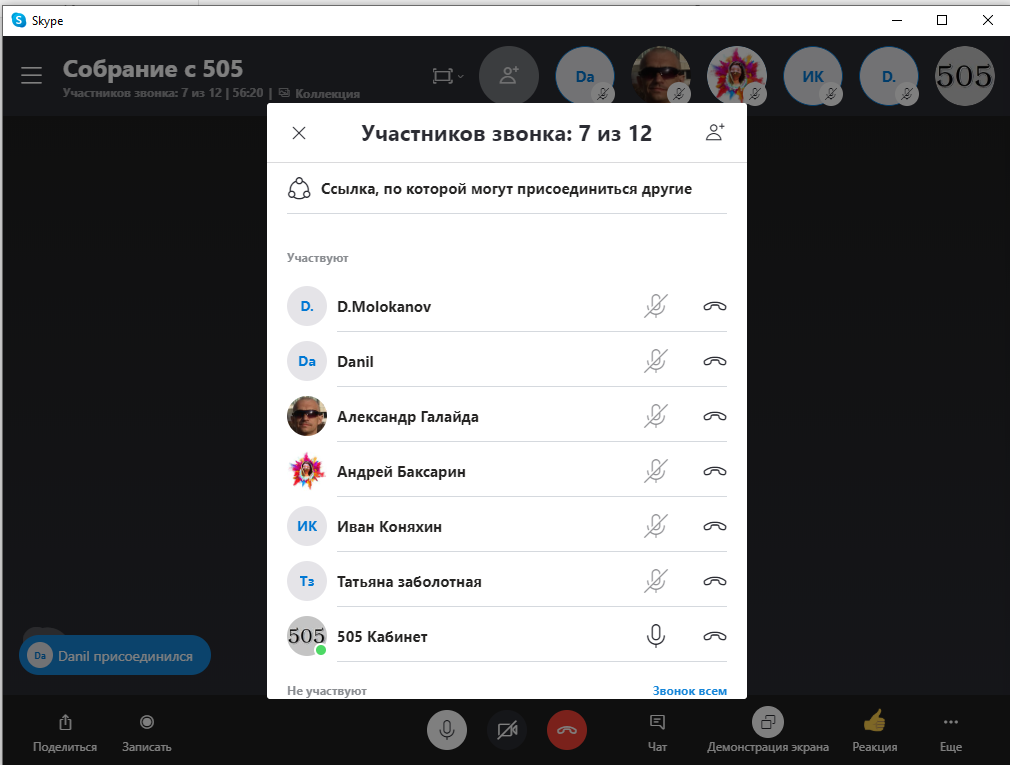 Skype
Собрание с 505
Участников звонка: 7 из 12 | 56:20 | Коллекция
Da
ИК
D.
505
Участников звонка: 7 из 12
Ссылка, по которой могут присоединиться другие
Участвуют
D. D.Molokanov
Da Danil
Александр Галайда
Андрей Баксарин
ИК Иван Коняхин
Тз Татьяна заболотная
505 505 Кабинет
Не участвуют Звонок всем
Da Danil присоединился
Поделиться Записать Чат Демонстрация экрана Реакция Еще